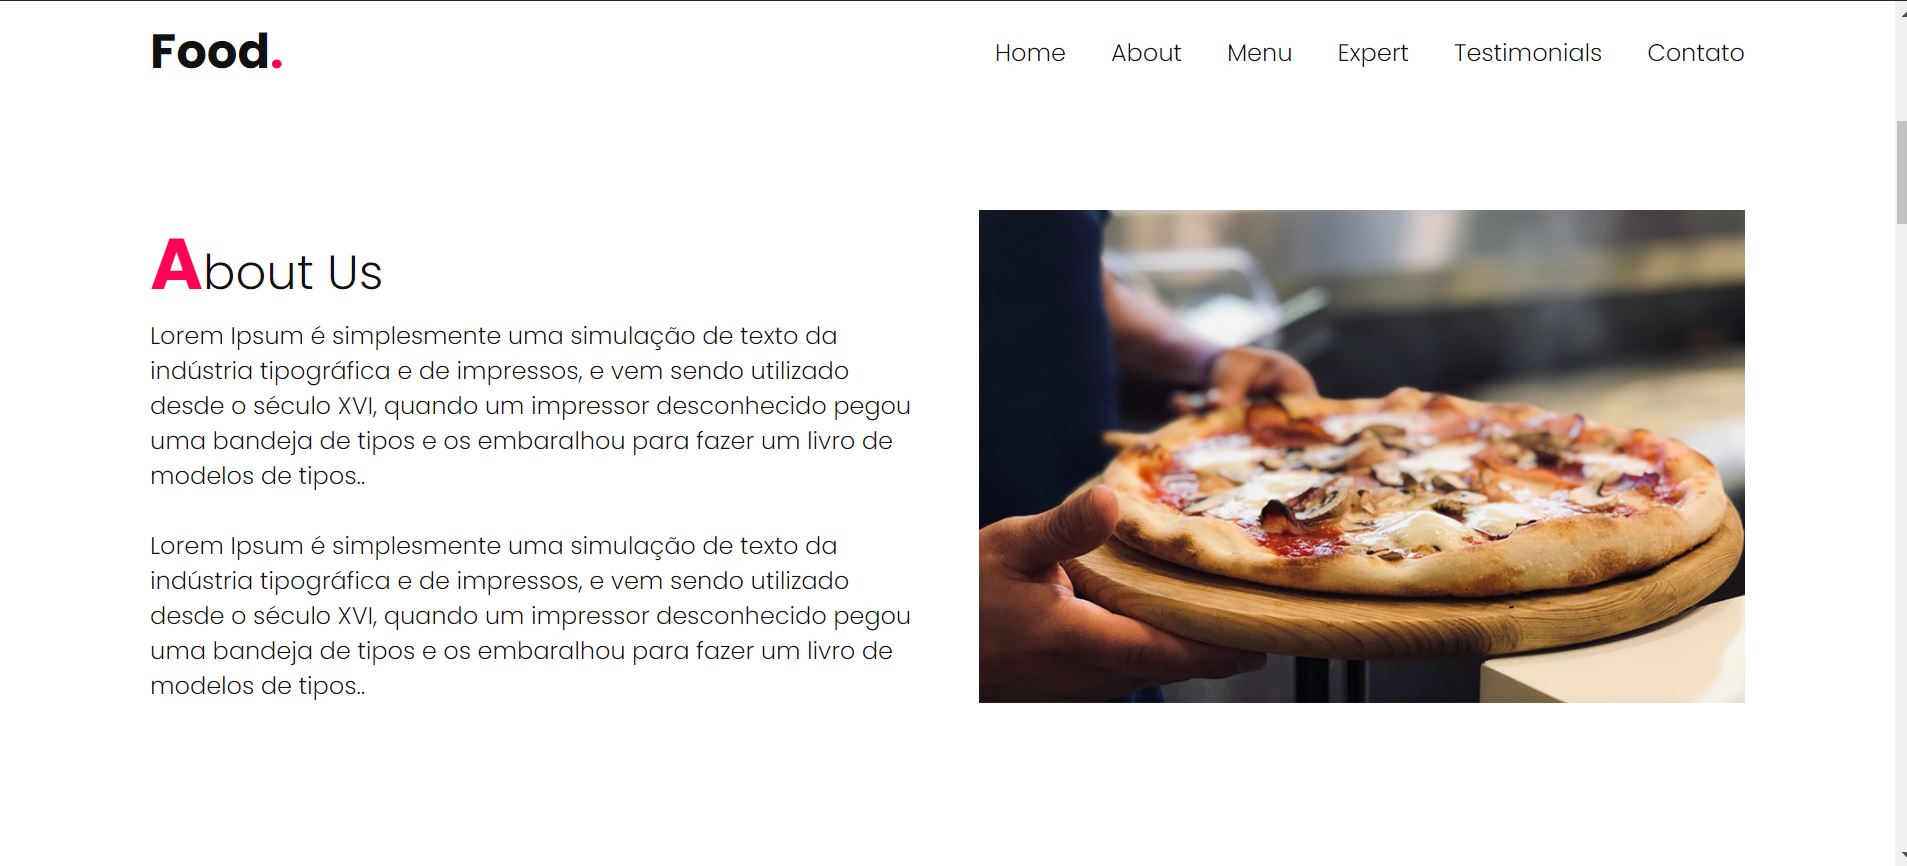 Food.
Home About Menu Expert Testimonials Contato
About Us
Lorem Ipsum é simplesmente uma simulação de texto da
indústria tipográfica e de impressos, e vem sendo utilizado
desde o século XVI, quando um impressor desconhecido pegou
uma bandeja de tipos e os embaralhou para fazer um livro de
modelos de tipos..
Lorem Ipsum é simplesmente uma simulação de texto da
indústria tipográfica e de impressos, e vem sendo utilizado
desde o século XVI, quando um impressor desconhecido pegou
uma bandeja de tipos e os embaralhou para fazer um livro de
modelos de tipos..